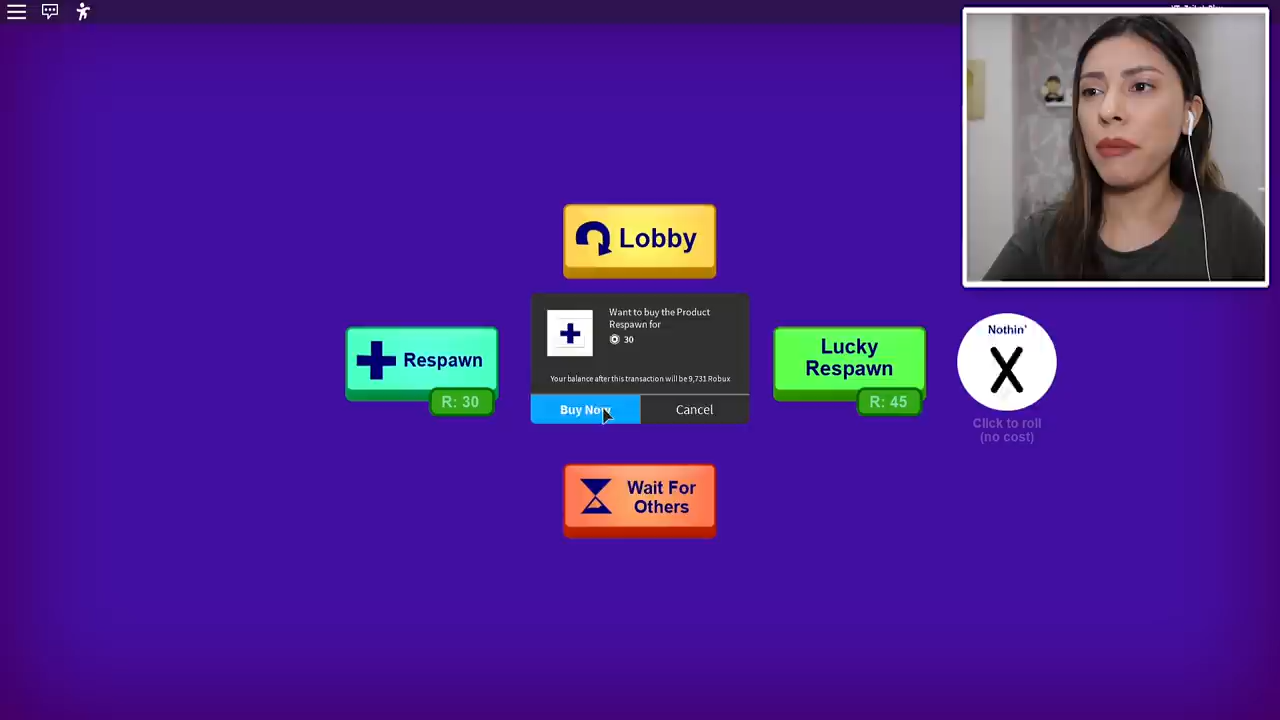 Lobby
Want to buy the Product
Respawn for
30
Your balance after this transaction will be 9,731 Robux
Buy Now
Cancel
Respawn
R: 30
Lucky
Respawn
R: 45
Nothin'
X
Click to roll
(no cost)
Wait For
Others